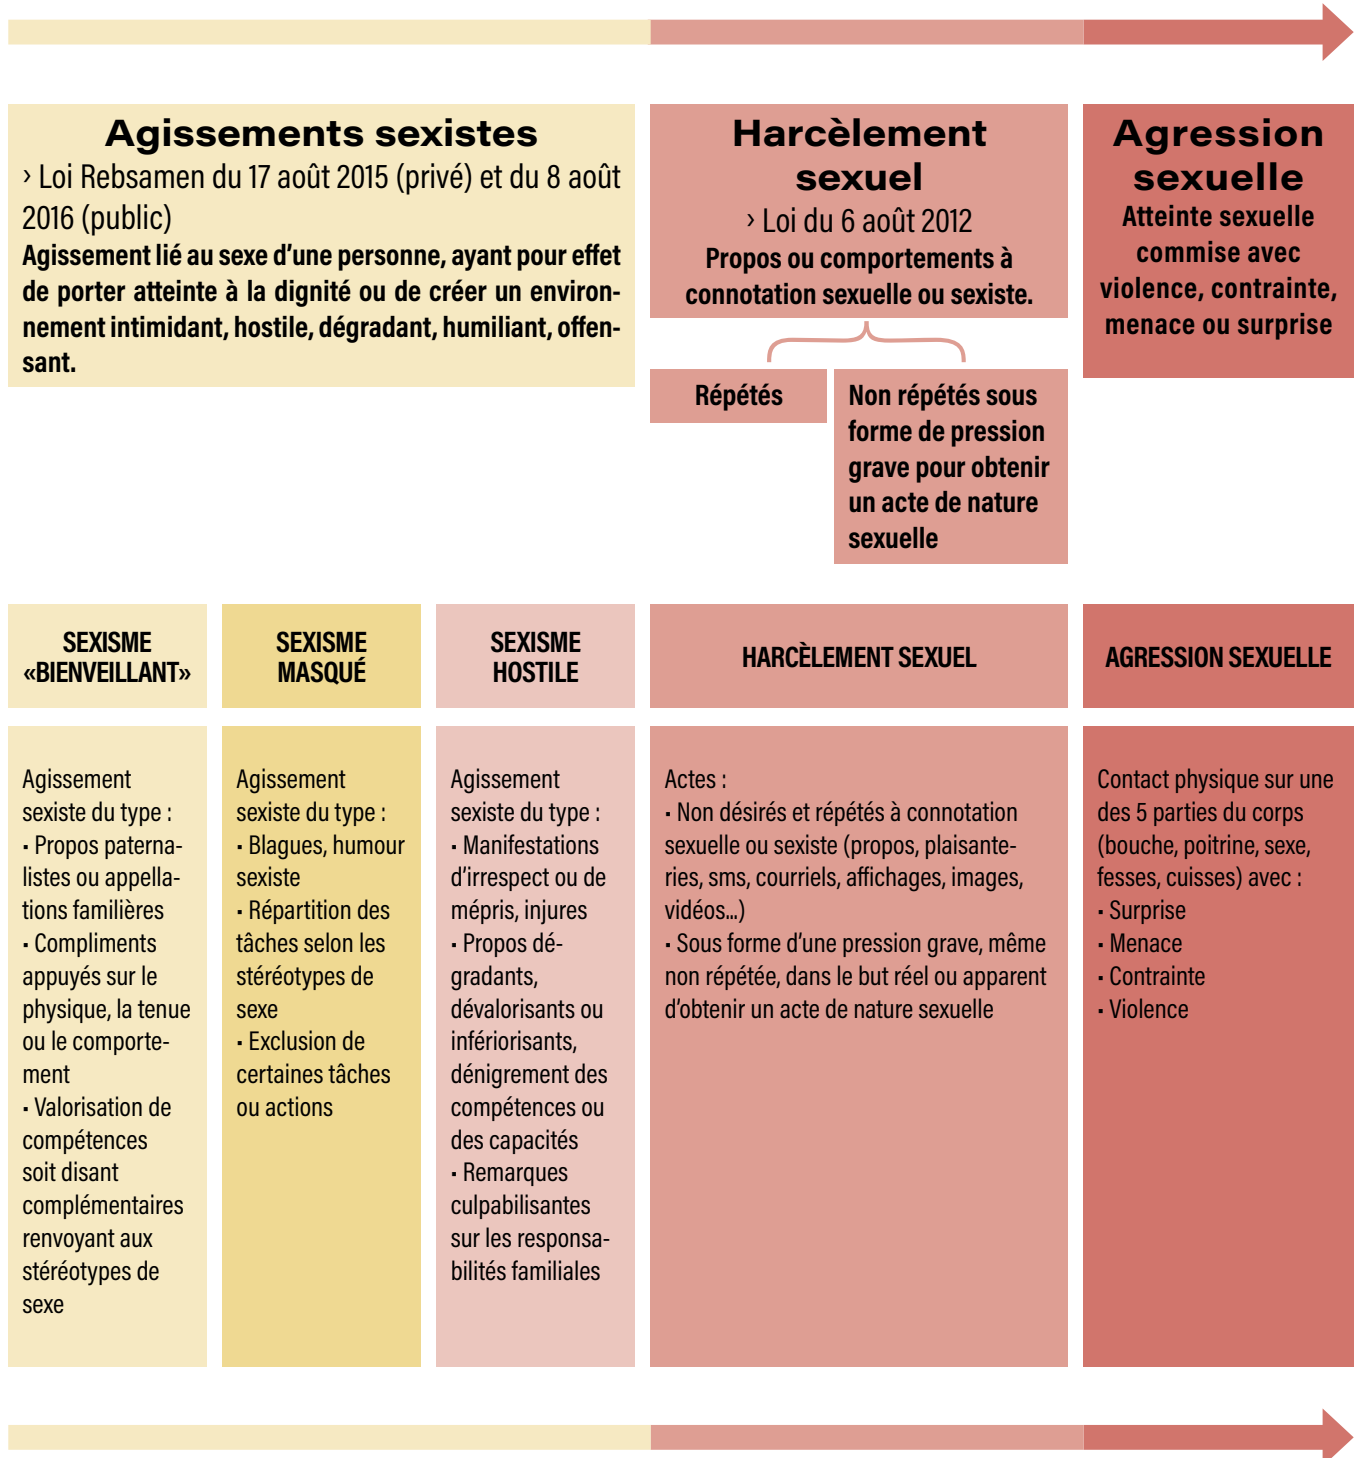 Agissements sexistes
› Loi Rebsamen du 17 août 2015 (privé) et du 8 août
2016 (public)
Agissement lié au sexe d’une personne, ayant pour effet
de porter atteinte à la dignité ou de créer un environ-
nement intimidant, hostile, dégradant, humiliant, offen-
sant.
Harcèlement
sexuel
› Loi du 6 août 2012
Propos ou comportements à
connotation sexuelle ou sexiste.
Répétés
Non répétés sous
forme de pression
grave pour obtenir
un acte de nature
sexuelle
Agression
sexuelle
Atteinte sexuelle
commise avec
violence, contrainte,
menace ou surprise
SEXISME
«BIENVEILLANT»
SEXISME
MASQUÉ
SEXISME
HOSTILE
HARCÈLEMENT SEXUEL
AGRESSION SEXUELLE
Agissement
sexiste du type :
· Propos paterna-
listes ou appella-
tions familières
· Compliments
appuyés sur le
physique, la tenue
ou le comporte-
ment
· Valorisation de
compétences
soit disant
complémentaires
renvoyant aux
stéréotypes de
sexe
Agissement
sexiste du type :
· Blagues, humour
sexiste
· Répartition des
tâches selon les
stéréotypes de
sexe
· Exclusion de
certaines tâches
ou actions
Agissement
sexiste du type :
· Manifestations
d’irrespect ou de
mépris, injures
· Propos dé-
gradants,
dévalorisants ou
infériorisants,
dénigrement des
compétences ou
des capacités
· Remarques
culpabilisantes
sur les responsa-
bilités familiales
Actes :
· Non désirés et répétés à connotation
sexuelle ou sexiste (propos, plaisante-
ries, sms, courriels, affichages, images,
vidéos...)
· Sous forme d’une pression grave, même
non répétée, dans le but réel ou apparent
d’obtenir un acte de nature sexuelle
Contact physique sur une
des 5 parties du corps
(bouche, poitrine, sexe,
fesses, cuisses) avec :
· Surprise
· Menace
· Contrainte
· Violence